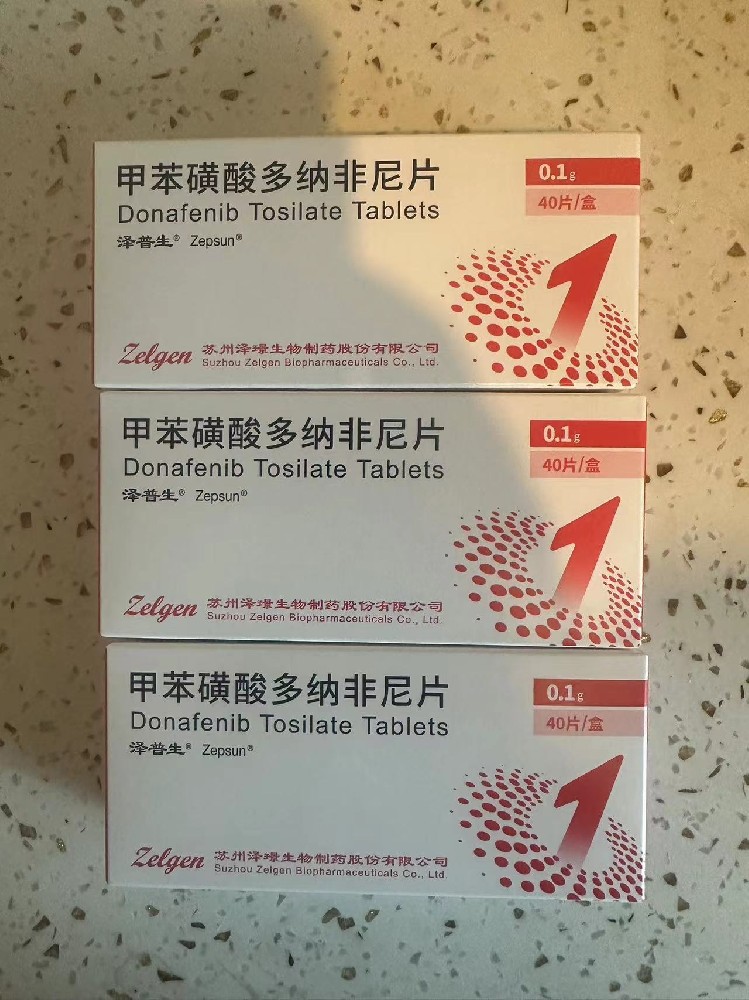 甲苯磺酸多纳非尼片
Donafenib Tosilate Tablets
泽普生® Zepsun®
0.1g
40片/盒
1
Zelgen 苏州泽璟生物制药股份有限公司
Suzhou Zelgen Biopharmaceuticals Co., Ltd.
甲苯磺酸多纳非尼片
Donafenib Tosilate Tablets
泽普生® Zepsun®
0.1g
40片/盒
1
Zelgen 苏州泽璟生物制药股份有限公司
Suzhou Zelgen Biopharmaceuticals Co., Ltd.
甲苯磺酸多纳非尼片
Donafenib Tosilate Tablets
泽普生® Zepsun®
0.1g
40片/盒
1
Zelgen 苏州泽璟生物制药股份有限公司
Suzhou Zelgen Biopharmaceuticals Co., Ltd.